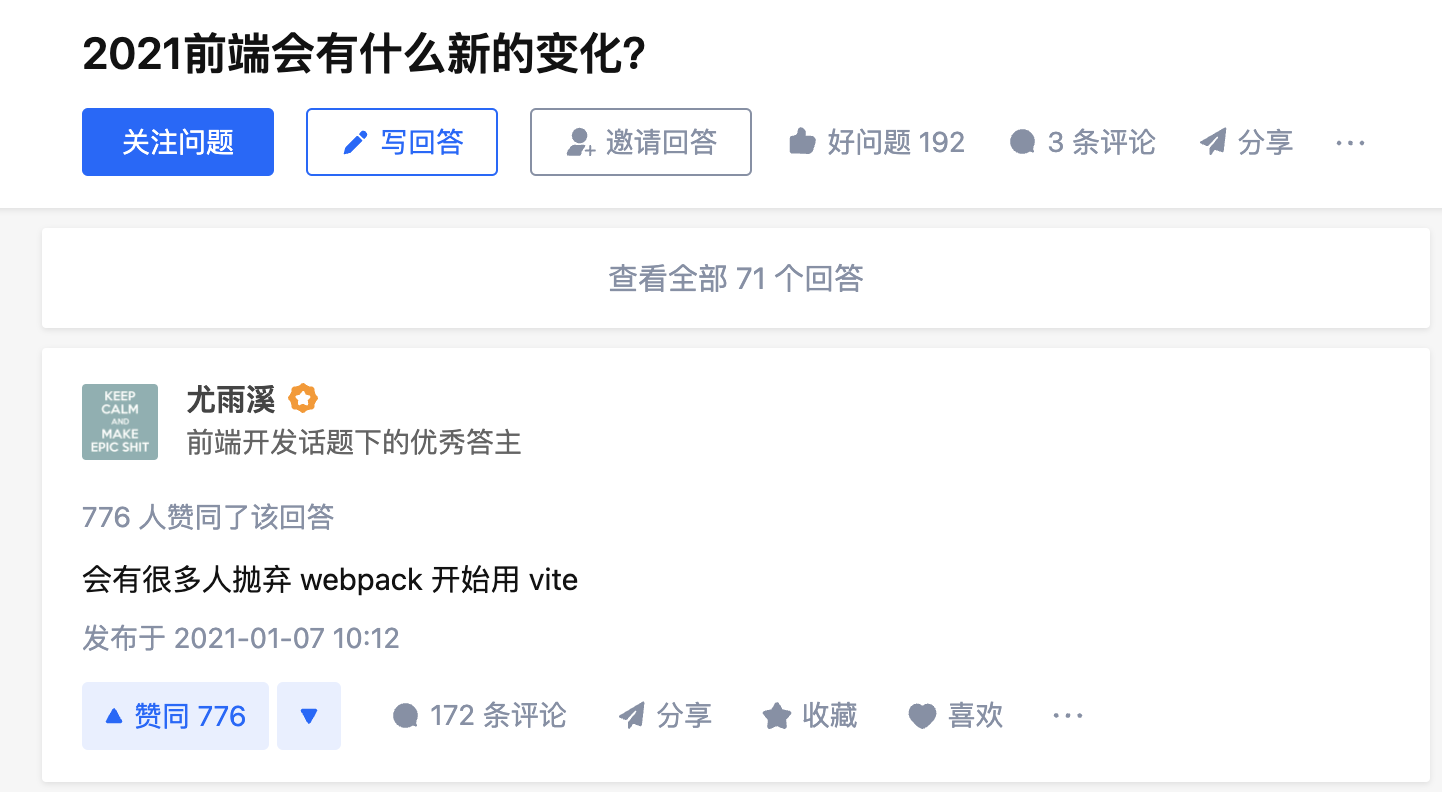 2021前端会有什么新的变化?
关注问题 写回答 邀请回答 好问题 192 3 条评论 分享 ···
查看全部 71 个回答
KEEP
CALM
AND
MAKE
EPIC SHIT
尤雨溪
前端开发话题下的优秀答主
776 人赞同了该回答
会有很多人抛弃 webpack 开始用 vite
发布于 2021-01-07 10:12
赞同 776 172 条评论 分享 收藏 喜欢 ···